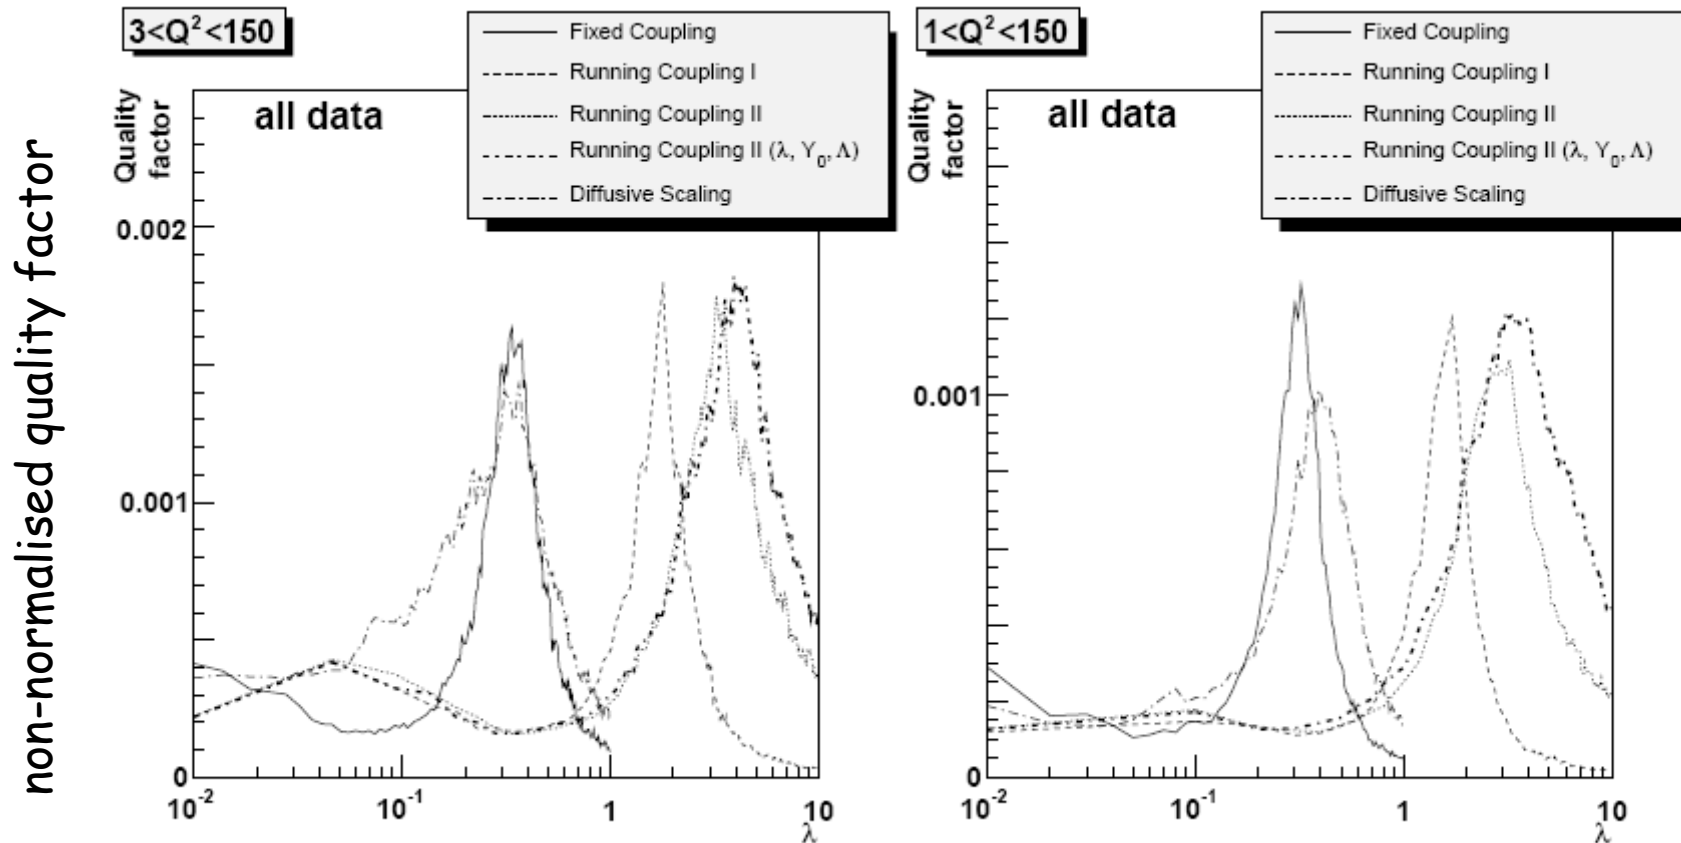 non-normalised quality factor
3<Q²<150
Quality
factor
all data
Fixed Coupling
Running Coupling I
Running Coupling II
Running Coupling II (λ, Y₀, Λ)
Diffusive Scaling
0.002
0.001
0
10⁻²
10⁻¹
1
10
λ
1<Q²<150
Quality
factor
all data
Fixed Coupling
Running Coupling I
Running Coupling II
Running Coupling II (λ, Y₀, Λ)
Diffusive Scaling
0.001
0
10⁻²
10⁻¹
1
10
λ